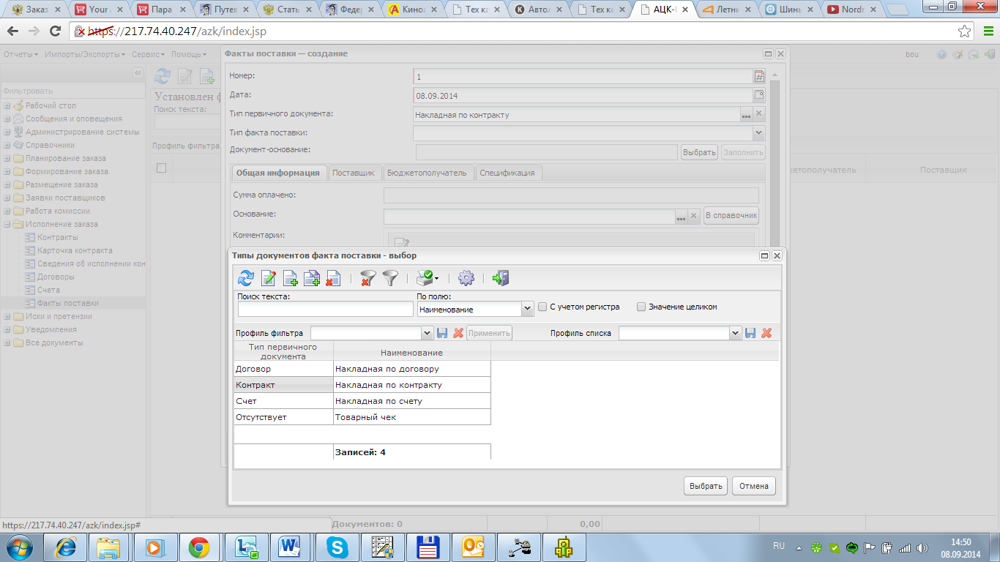 Заказ
Your
Пара
Путев
Стать
Федер
Кино
Тех ка
Автол
Тех ка
АЦК-
Летни
Шинь
Nordr
https://217.74.40.247/azk/index.jsp
Отчеты Импорты/Экспорты Сервис Помощь
bou
Факты поставки — создание
Фильтровать
Рабочий стол
Сообщения и оповещения
Администрирование системы
Справочники
Планирование заказа
Формирование заказа
Размещение заказа
Заявки поставщиков
Работа комиссии
Исполнение заказа
Контракты
Карточка контракта
Сведения об исполнении кон
Договоры
Счета
Факты поставки
Иски и претензии
Уведомления
Все документы
Установлен ф
Поиск текста:
Профиль фильтра
Номер: 1
Дата: 08.09.2014
Тип первичного документа: Накладная по контракту
Тип факта поставки:
Документ-основание: Выбрать Заполнить
Общая информация Поставщик Бюджетополучатель Спецификация
жетополучатель Поставщик
Сумма оплачено:
Основание: В справочник
Комментарии:
Типы документов факта поставки - выбор
Поиск текста: По полю:
Наименование С учетом регистра Значение целиком
Профиль фильтра Применить Профиль списка
Тип первичного документа Наименование
Договор Накладная по договору
Контракт Накладная по контракту
Счет Накладная по счету
Отсутствует Товарный чек
Записей: 4
Выбрать Отмена
https://217.74.40.247/azk/index.jsp#
Документов: 0 0,00
RU
14:50
08.09.2014